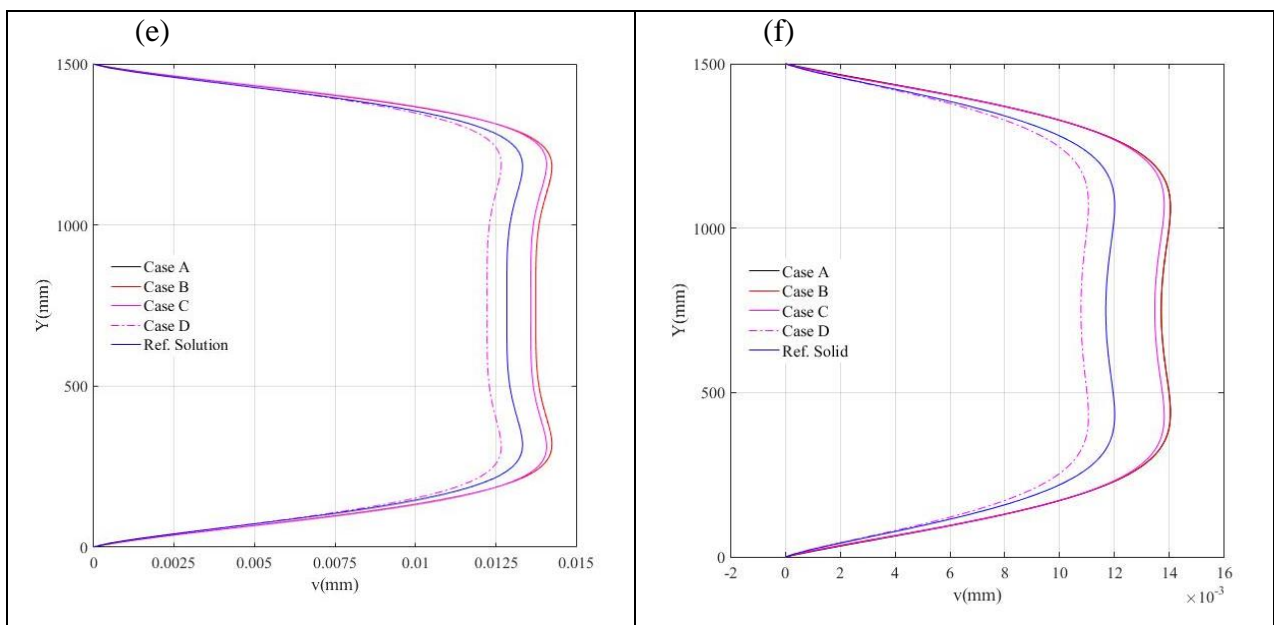 (e)
1500
1000
500
0
Y(mm)
Case A
Case B
Case C
Case D
Ref. Solution
0
0.0025
0.005
0.0075
0.01
0.0125
0.015
v(mm)
(f)
1500
1000
500
0
Y(mm)
Case A
Case B
Case C
Case D
Ref. Solid
-2
0
2
4
6
8
10
12
14
16
v(mm)
× 10⁻³